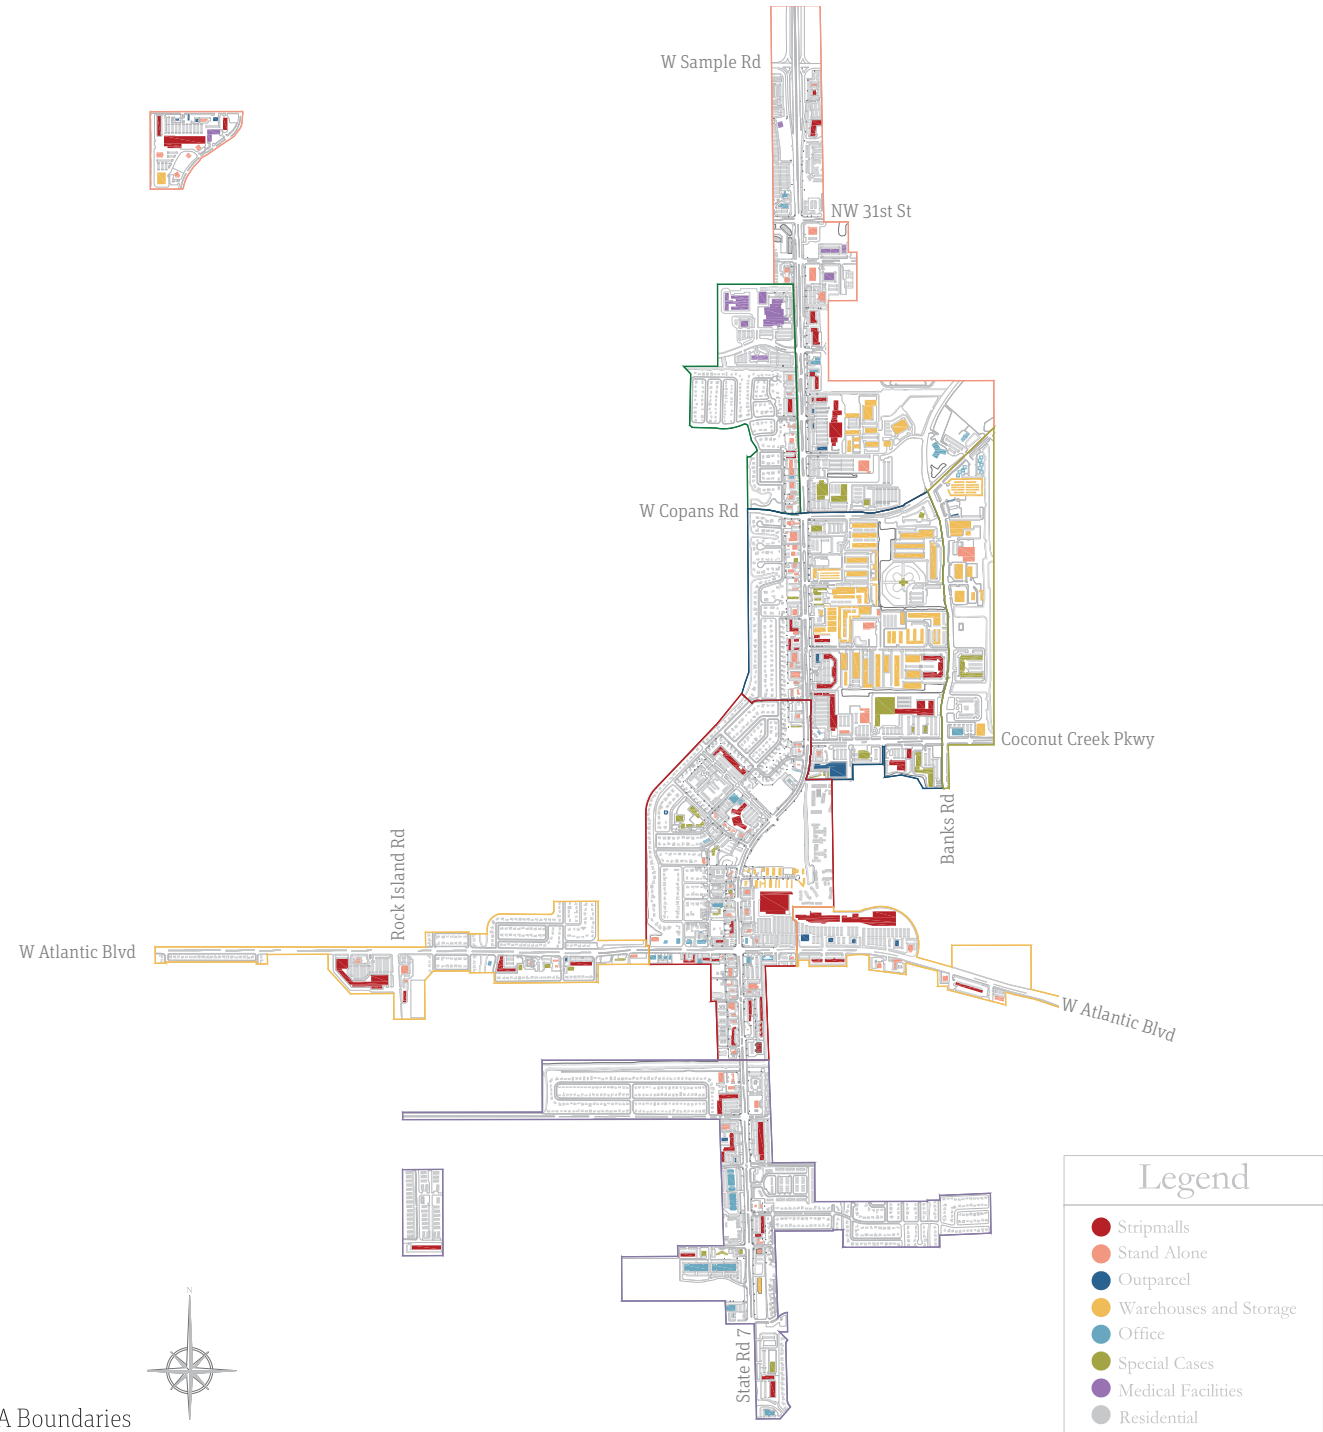 W Sample Rd
NW 31st St
W Copans Rd
Coconut Creek Pkwy
Banks Rd
Rock Island Rd
W Atlantic Blvd
W Atlantic Blvd
State Rd 7
Legend
Stripmalls
Stand Alone
Outparcel
Warehouses and Storage
Office
Special Cases
Medical Facilities
Residential
N
A Boundaries